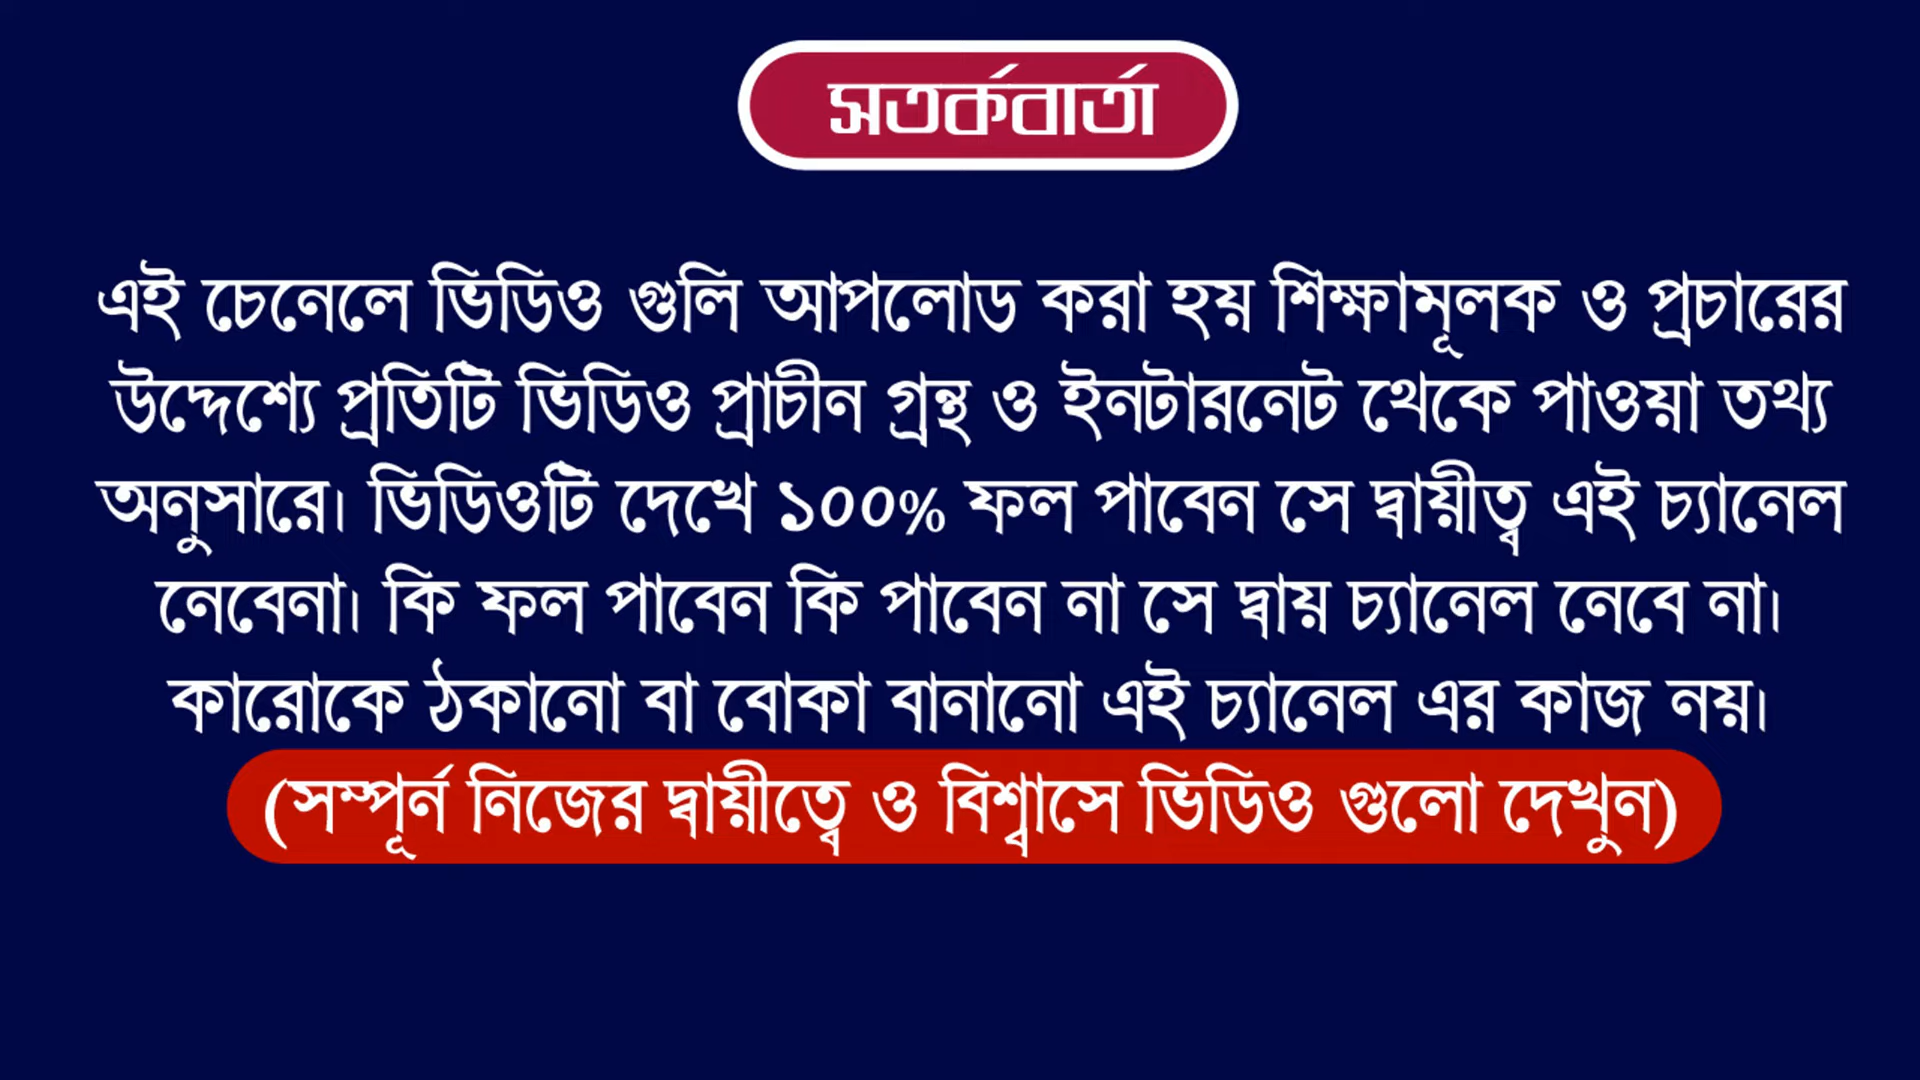 সতর্কবার্তা
এই চেনেলে ভিডিও গুলি আপলোড করা হয় শিক্ষামূলক ও প্রচারের
উদ্দেশ্যে প্রতিটি ভিডিও প্রাচীন গ্রন্থ ও ইনটারনেট থেকে পাওয়া তথ্য
অনুসারে। ভিডিওটি দেখে ১০০% ফল পাবেন সে দ্বায়ীত্ব এই চ্যানেল
নেবেনা। কি ফল পাবেন কি পাবেন না সে দ্বায় চ্যানেল নেবে না।
কারোকে ঠকানো বা বোকা বানানো এই চ্যানেল এর কাজ নয়।
(সম্পূর্ন নিজের দ্বায়ীত্বে ও বিশ্বাসে ভিডিও গুলো দেখুন)